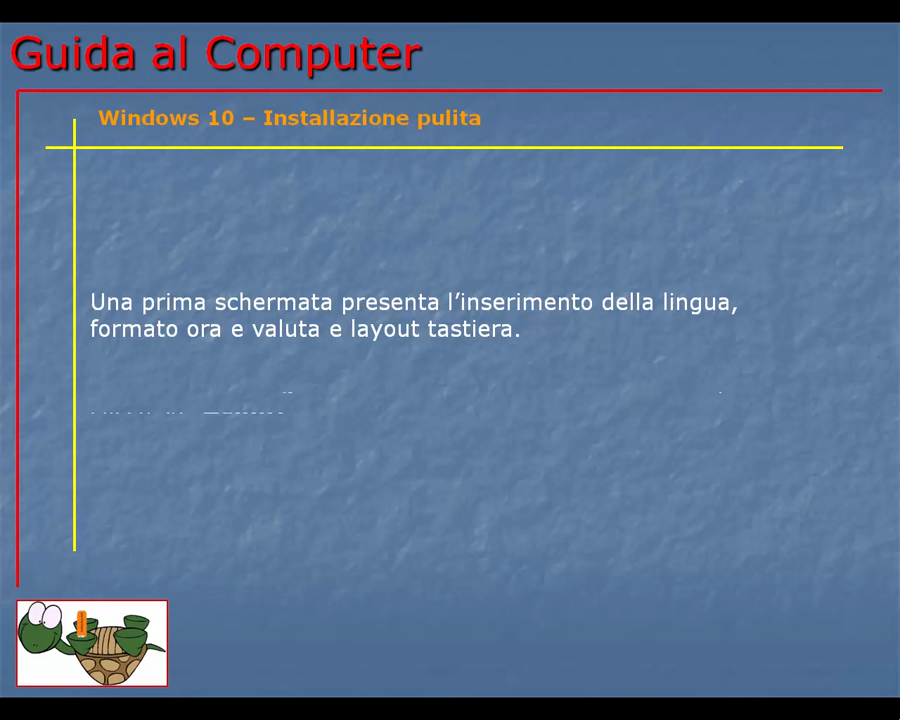 Guida al Computer
Windows 10 – Installazione pulita
Una prima schermata presenta l’inserimento della lingua,
formato ora e valuta e layout tastiera.